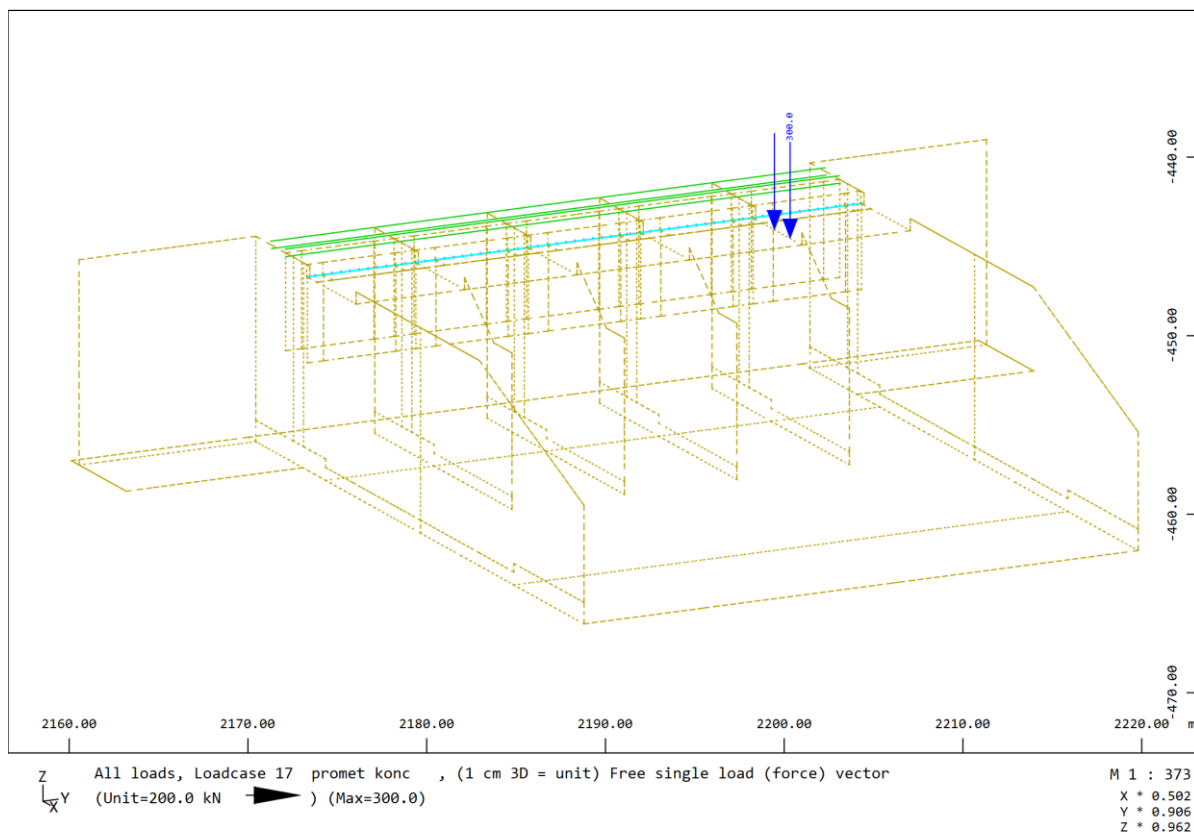 300.0
-440.00
-450.00
-460.00
-470.00
2160.00 2170.00 2180.00 2190.00 2200.00 2210.00 2220.00 m
Z Y X
All loads, Loadcase 17 promet konc , (1 cm 3D = unit) Free single load (force) vector
(Unit=200.0 kN ) (Max=300.0)
M 1 : 373
X * 0.502
Y * 0.906
Z * 0.962